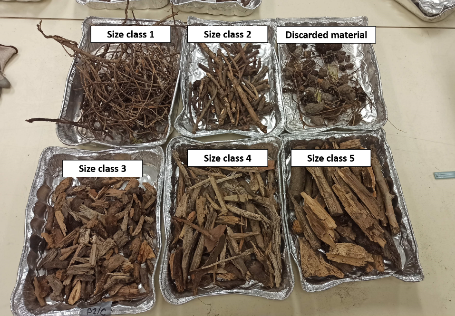 Size class 1
Size class 2
Discarded material
Size class 3
Size class 4
Size class 5